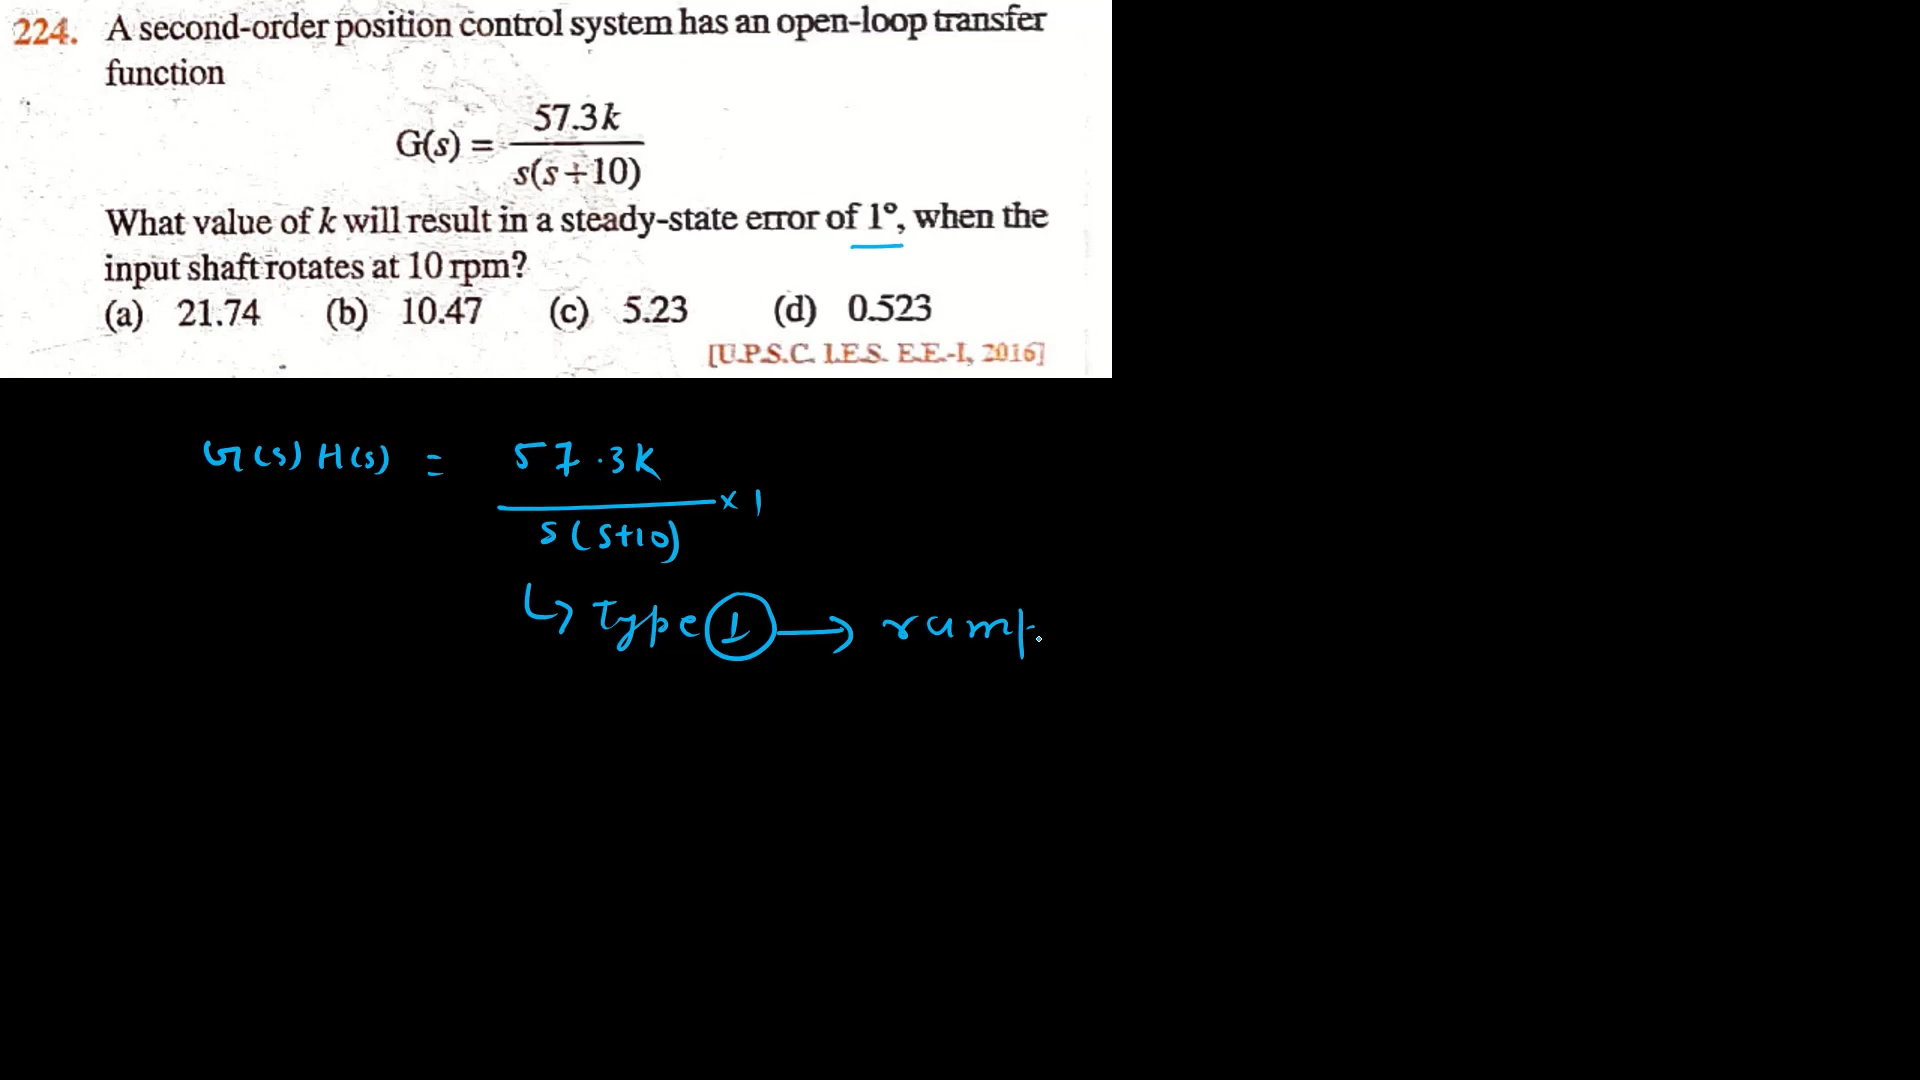 224. A second-order position control system has an open-loop transfer
function
G(s) = 57.3k / s(s+10)
What value of k will result in a steady-state error of 1º, when the
input shaft rotates at 10 rpm?
(a) 21.74 (b) 10.47 (c) 5.23 (d) 0.523
[U.P.S.C. I.E.S. E.E.-I, 2016]
G(s) H(s) = 57.3K / s(s+10) × 1
↳ Type 1 → ramp